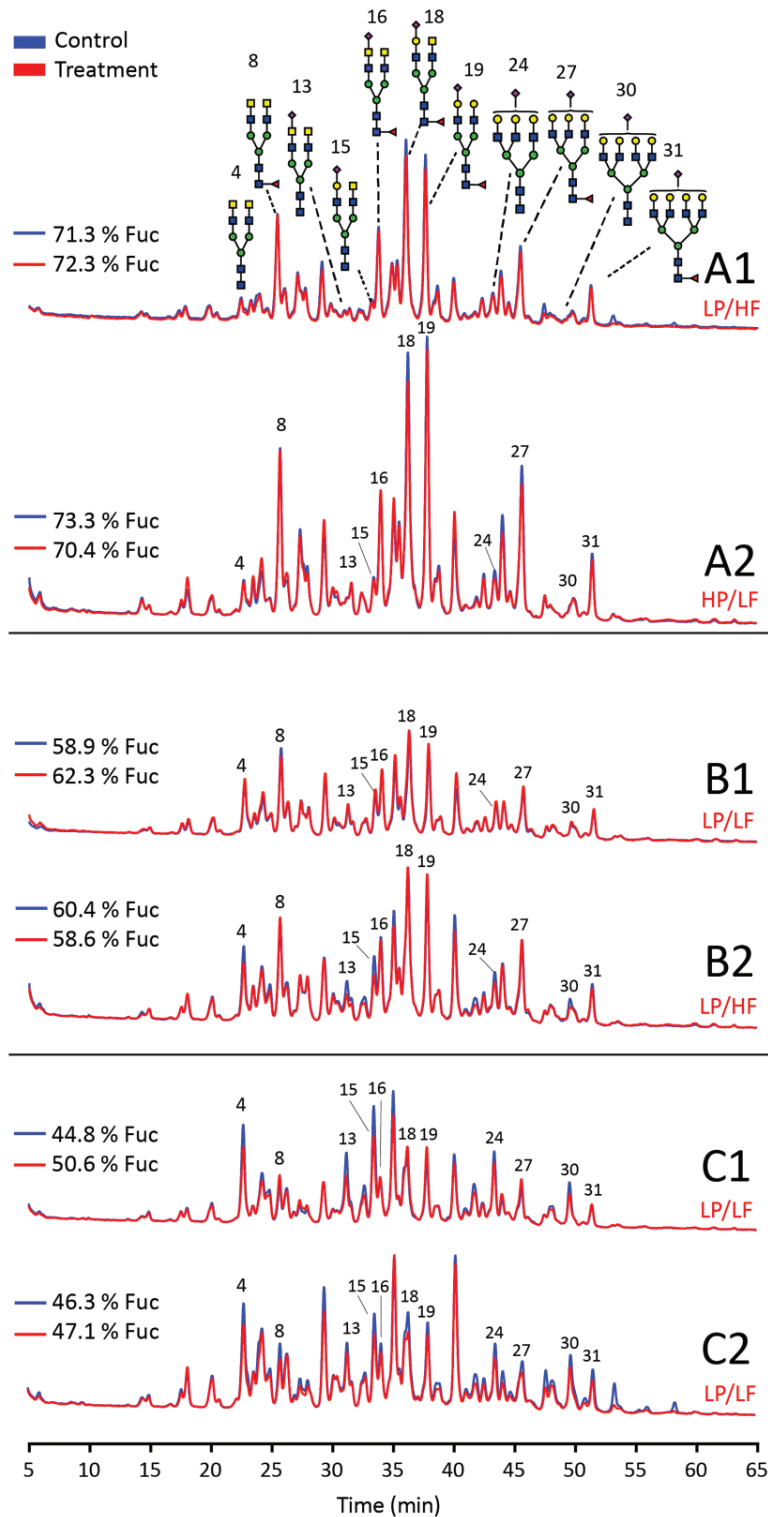 Control
Treatment
4
8
13
15
16
18
19
24
27
30
31
71.3 % Fuc
72.3 % Fuc
A1
LP/HF
4
8
13
15
16
18
19
24
27
30
31
73.3 % Fuc
70.4 % Fuc
A2
HP/LF
4
8
13
15
16
18
19
24
27
30
31
58.9 % Fuc
62.3 % Fuc
B1
LP/LF
4
8
13
15
16
18
19
24
27
30
31
60.4 % Fuc
58.6 % Fuc
B2
LP/HF
4
8
13
15
16
18
19
24
27
30
31
44.8 % Fuc
50.6 % Fuc
C1
LP/LF
4
8
13
15
16
18
19
24
27
30
31
46.3 % Fuc
47.1 % Fuc
C2
LP/LF
5 10 15 20 25 30 35 40 45 50 55 60 65
Time (min)